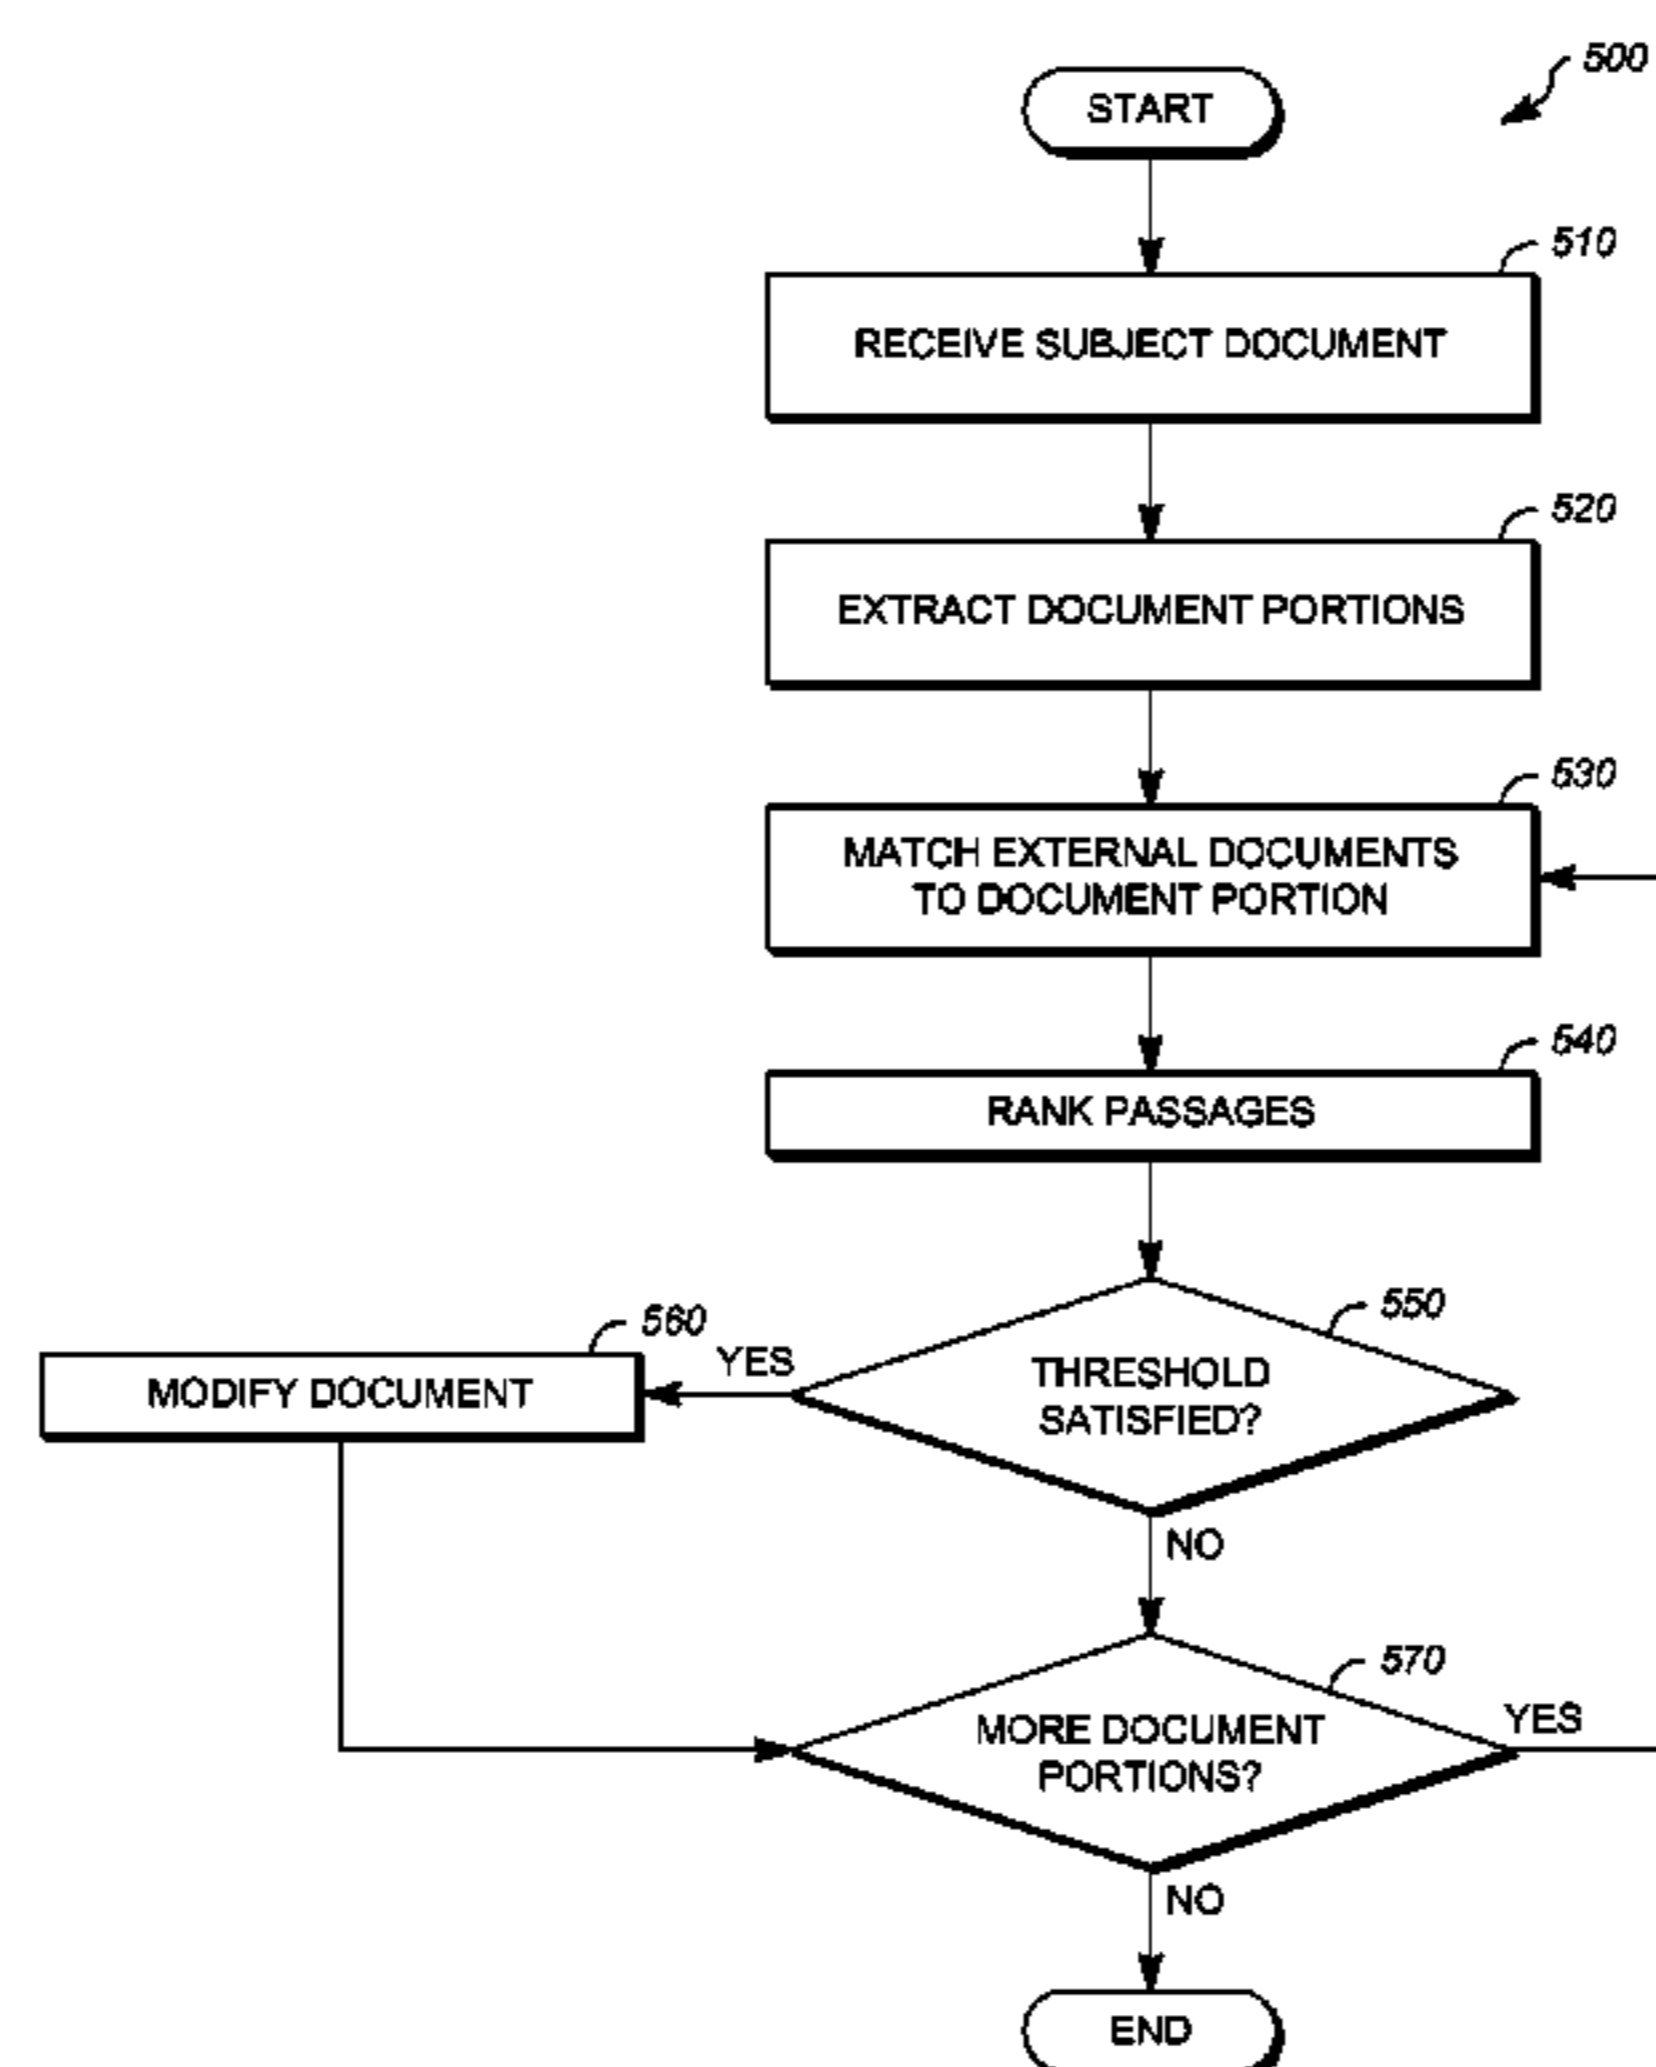 500
START
510
RECEIVE SUBJECT DOCUMENT
520
EXTRACT DOCUMENT PORTIONS
530
MATCH EXTERNAL DOCUMENTS
TO DOCUMENT PORTION
540
RANK PASSAGES
550
THRESHOLD
SATISFIED?
YES
560
MODIFY DOCUMENT
NO
570
MORE DOCUMENT
PORTIONS?
YES
NO
END